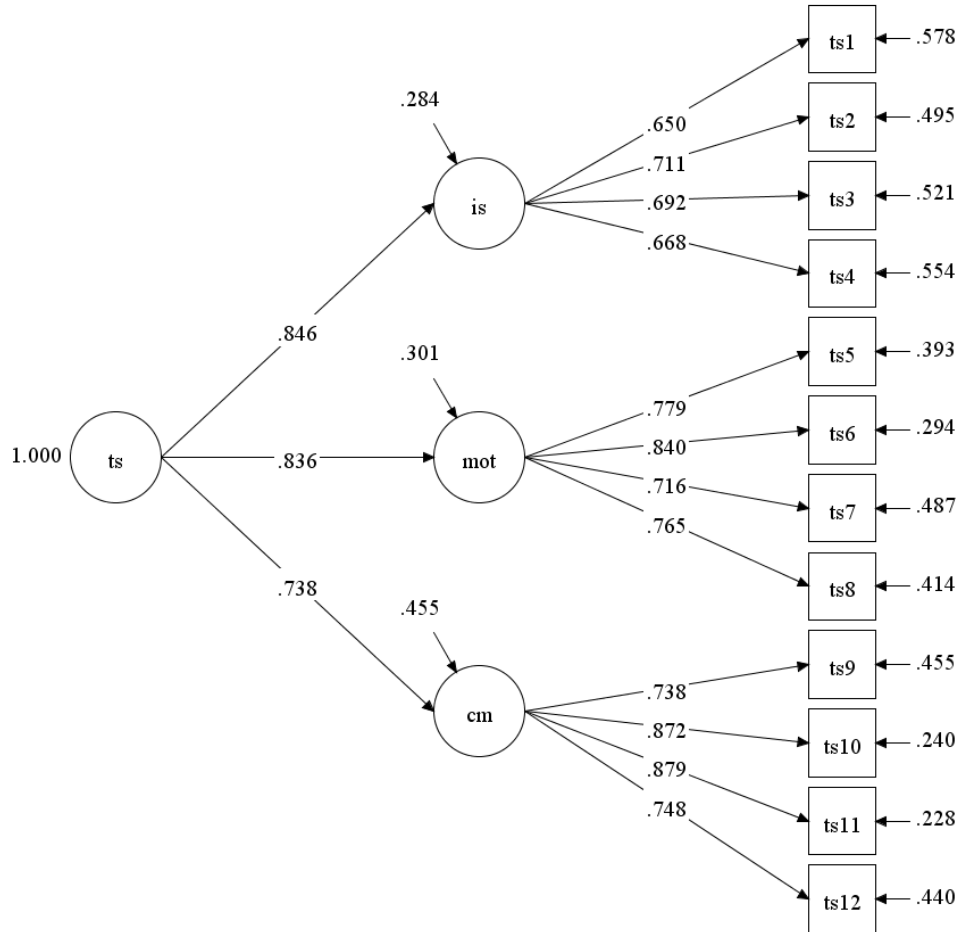 ts1
.578
.284
.650
ts2
.495
.711
is
.692
ts3
.521
.668
ts4
.554
.846
.301
ts5
.393
.779
1.000
ts
.836
mot
.840
ts6
.294
.716
ts7
.487
.765
.738
.455
ts8
.414
ts9
.455
.738
cm
.872
ts10
.240
.879
.748
ts11
.228
ts12
.440